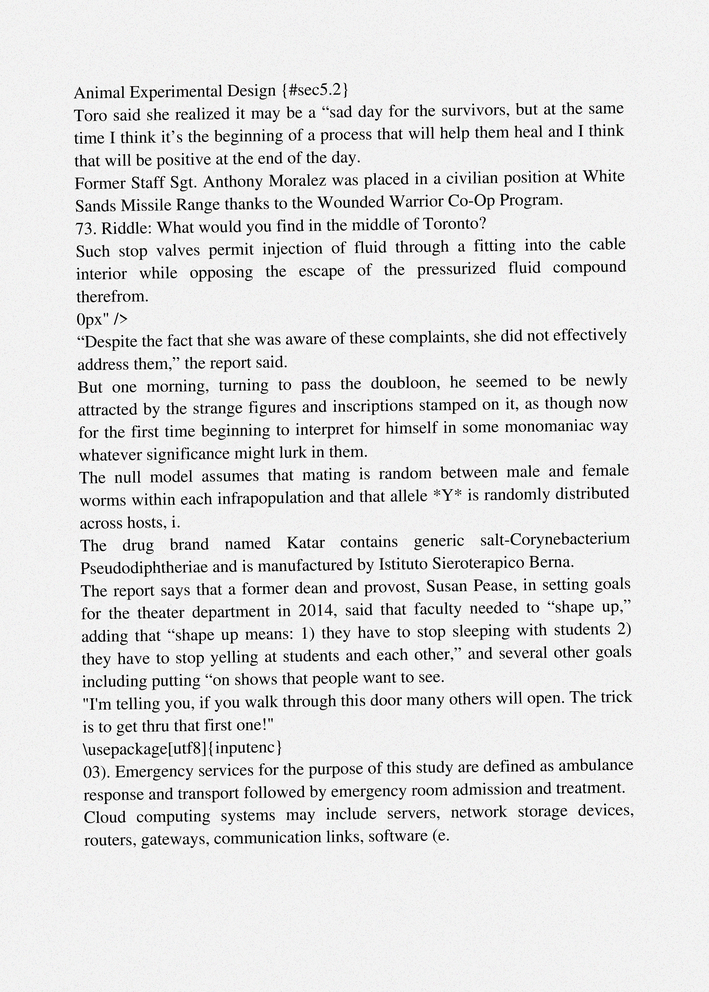 Animal Experimental Design {#sec5.2}
Toro said she realized it may be a “sad day for the survivors, but at the same
time I think it’s the beginning of a process that will help them heal and I think
that will be positive at the end of the day.
Former Staff Sgt. Anthony Moralez was placed in a civilian position at White
Sands Missile Range thanks to the Wounded Warrior Co-Op Program.
73. Riddle: What would you find in the middle of Toronto?
Such stop valves permit injection of fluid through a fitting into the cable
interior while opposing the escape of the pressurized fluid compound
therefrom.
0px" />
“Despite the fact that she was aware of these complaints, she did not effectively
address them,” the report said.
But one morning, turning to pass the doubloon, he seemed to be newly
attracted by the strange figures and inscriptions stamped on it, as though now
for the first time beginning to interpret for himself in some monomaniac way
whatever significance might lurk in them.
The null model assumes that mating is random between male and female
worms within each infrapopulation and that allele *Y* is randomly distributed
across hosts, i.
The drug brand named Katar contains generic salt-Corynebacterium
Pseudodiphtheriae and is manufactured by Istituto Sieroterapico Berna.
The report says that a former dean and provost, Susan Pease, in setting goals
for the theater department in 2014, said that faculty needed to “shape up,”
adding that “shape up means: 1) they have to stop sleeping with students 2)
they have to stop yelling at students and each other,” and several other goals
including putting “on shows that people want to see.
"I'm telling you, if you walk through this door many others will open. The trick
is to get thru that first one!"
\usepackage[utf8]{inputenc}
03). Emergency services for the purpose of this study are defined as ambulance
response and transport followed by emergency room admission and treatment.
Cloud computing systems may include servers, network storage devices,
routers, gateways, communication links, software (e.